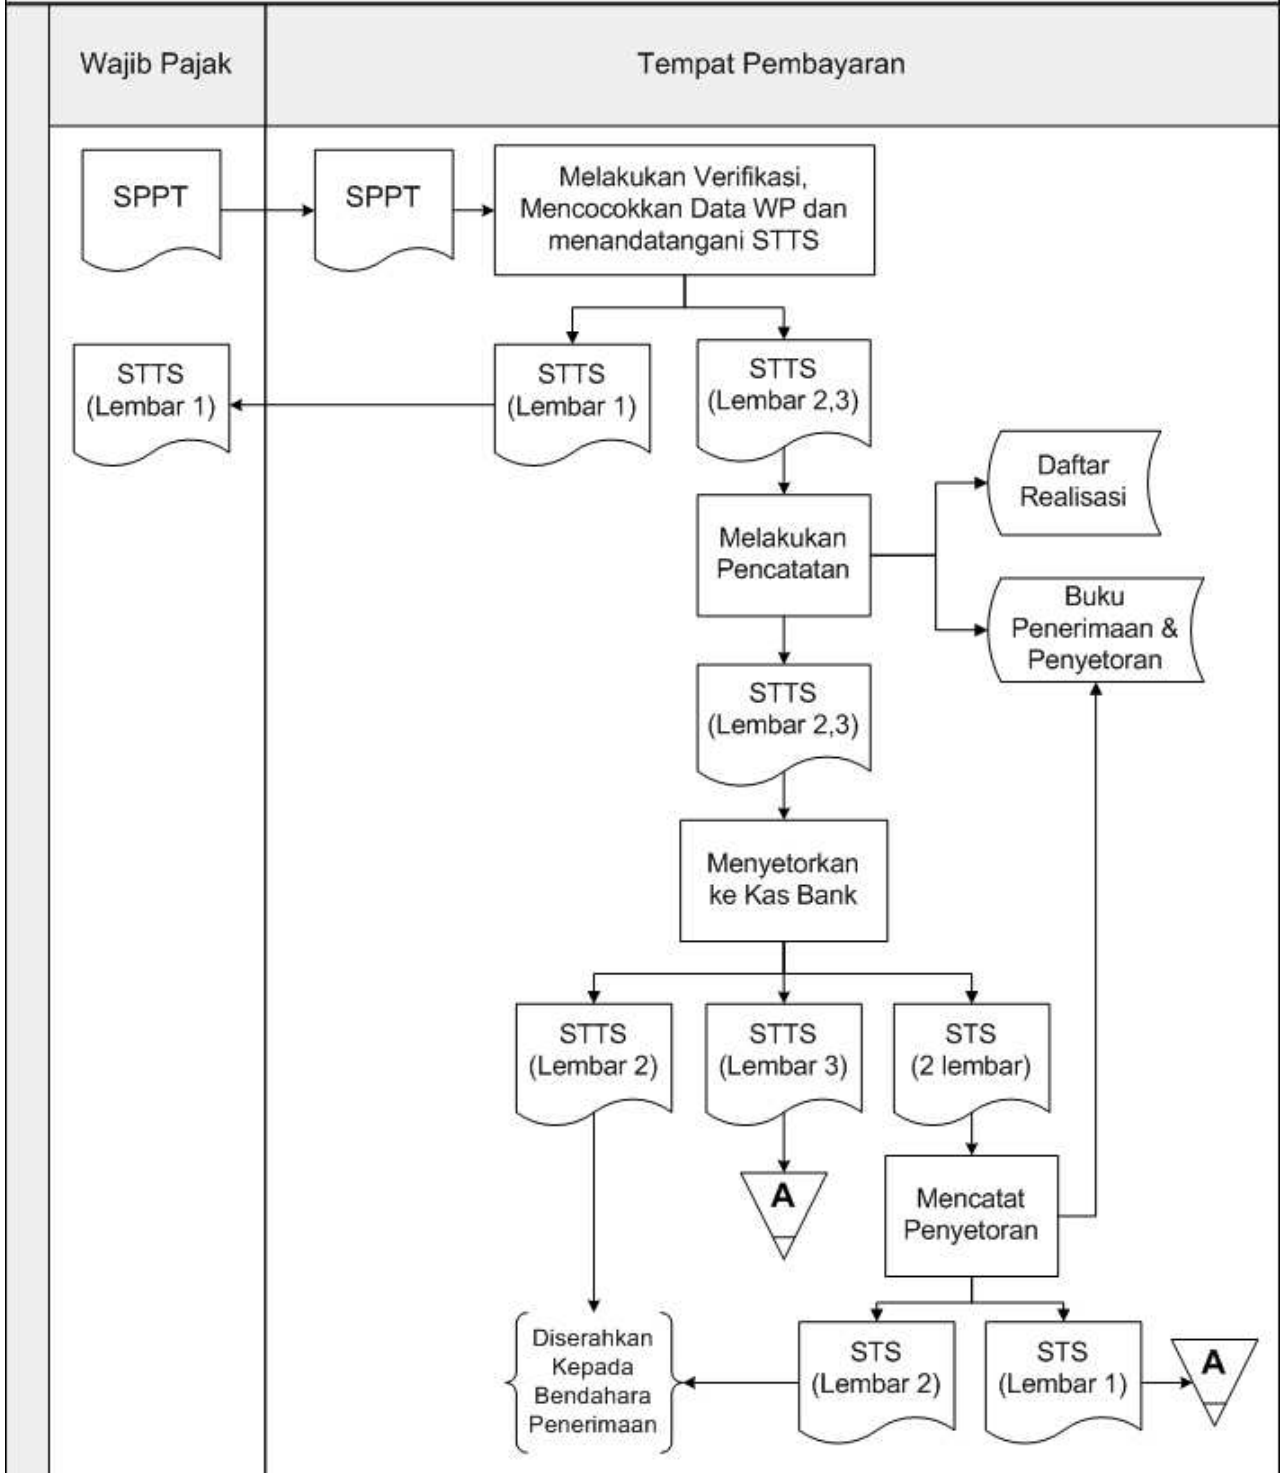 Wajib Pajak
Tempat Pembayaran
SPPT
SPPT
Melakukan Verifikasi,
Mencocokkan Data WP dan
menandatangani STTS
STTS
(Lembar 1)
STTS
(Lembar 1)
STTS
(Lembar 2,3)
Daftar
Realisasi
Melakukan
Pencatatan
Buku
Penerimaan &
Penyetoran
STTS
(Lembar 2,3)
Menyetorkan
ke Kas Bank
STTS
(Lembar 2)
STTS
(Lembar 3)
STS
(2 lembar)
A
Mencatat
Penyetoran
Diserahkan
Kepada
Bendahara
Penerimaan
STS
(Lembar 2)
STS
(Lembar 1)
A